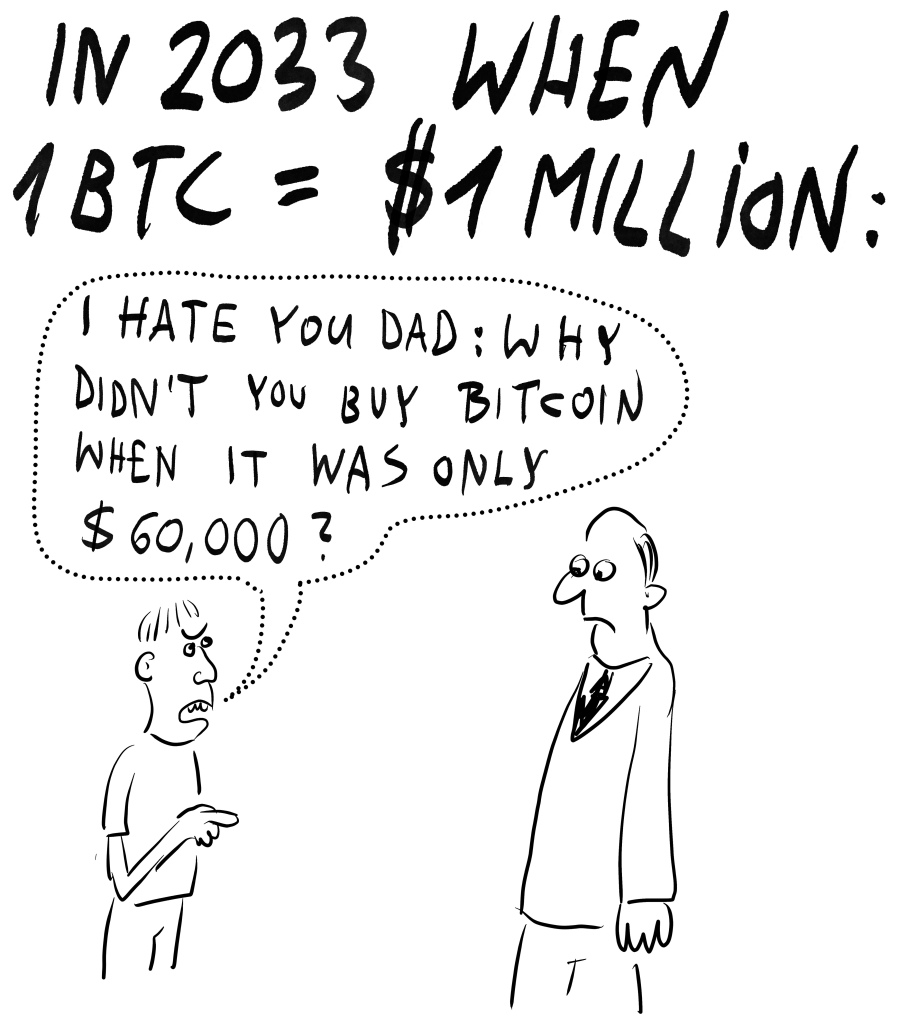 IN 2033 WHEN
1 BTC = $1 MILLION:
I HATE YOU DAD: WHY
DIDN'T YOU BUY BITCOIN
WHEN IT WAS ONLY
$60,000?